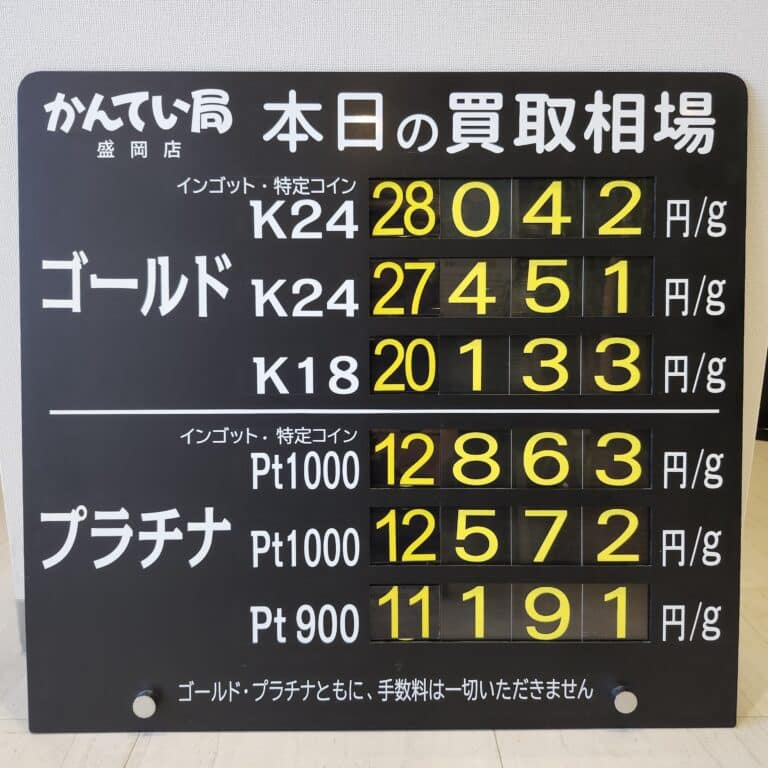 かんてい局 本日の買取相場
盛岡店
インゴット・特定コイン
K24 28042 円/g
ゴールド K24 27451 円/g
K18 20133 円/g
インゴット・特定コイン
Pt1000 12863 円/g
プラチナ Pt1000 12572 円/g
Pt900 11191 円/g
ゴールド・プラチナともに、手数料は一切いただきません